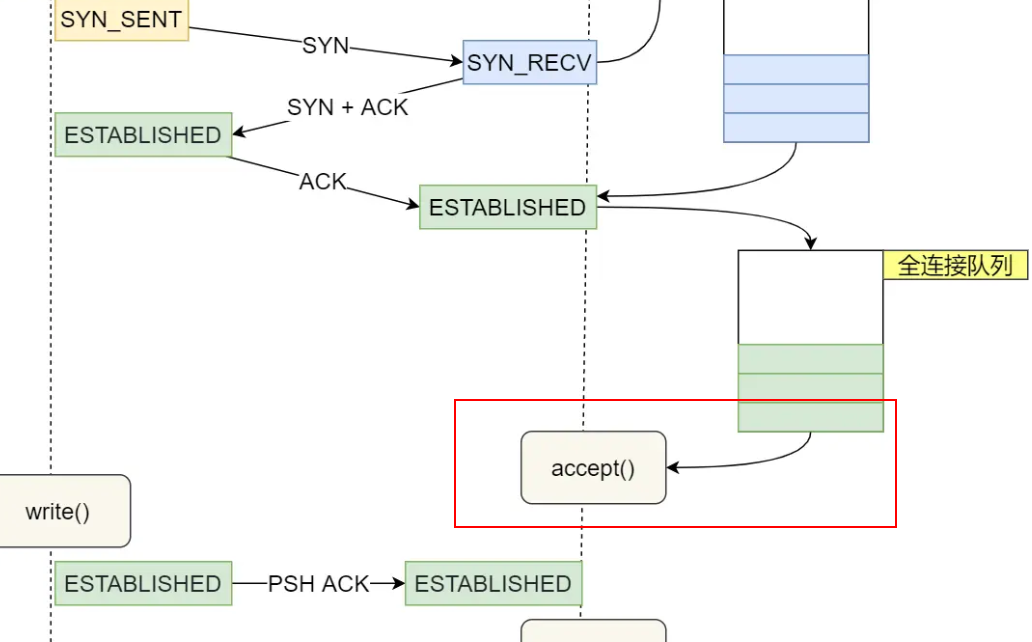 SYN_SENT
SYN
SYN_RECV
SYN + ACK
ESTABLISHED
ACK
ESTABLISHED
全连接队列
accept()
write()
ESTABLISHED
PSH ACK
ESTABLISHED